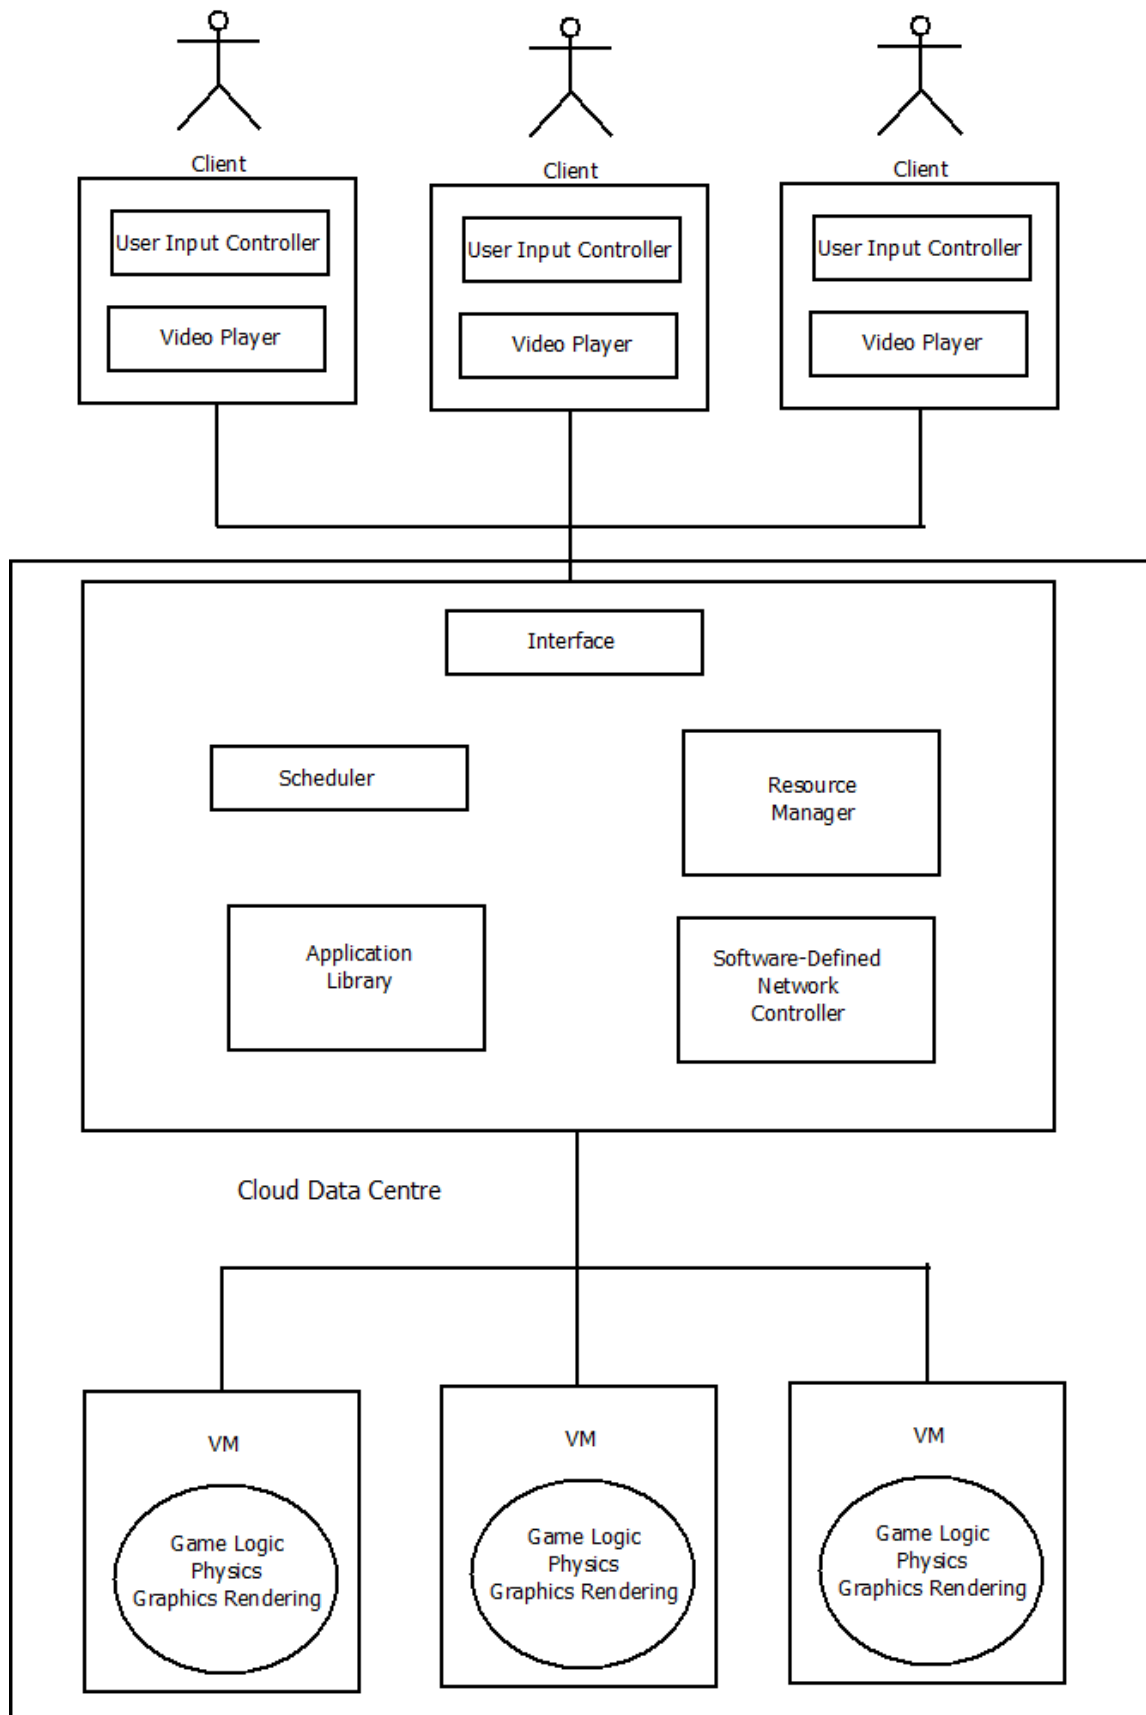 Client
Client
Client
User Input Controller
User Input Controller
User Input Controller
Video Player
Video Player
Video Player
Interface
Scheduler
Resource
Manager
Application
Library
Software-Defined
Network
Controller
Cloud Data Centre
VM
Game Logic
Physics
Graphics Rendering
VM
Game Logic
Physics
Graphics Rendering
VM
Game Logic
Physics
Graphics Rendering